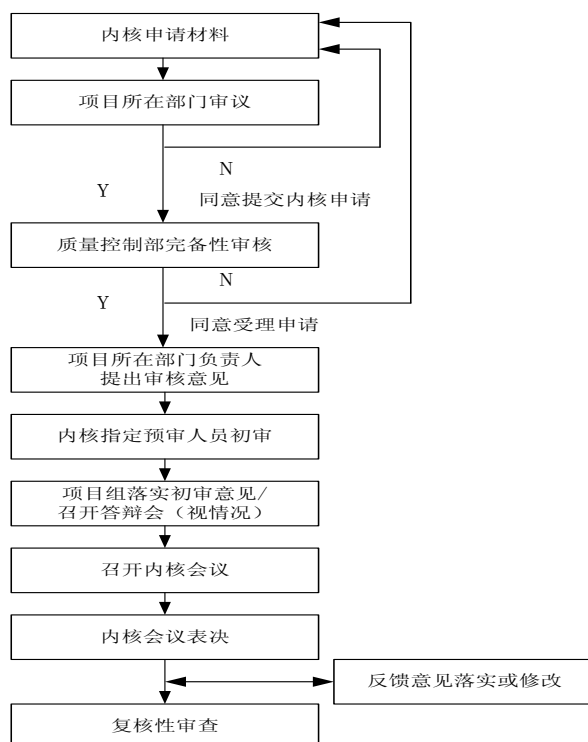 内核申请材料
项目所在部门审议
N
Y
同意提交内核申请
质量控制部完备性审核
N
Y
同意受理申请
项目所在部门负责人
提出审核意见
内核指定预审人员初审
项目组落实初审意见/
召开答辩会（视情况）
召开内核会议
内核会议表决
反馈意见落实或修改
复核性审查